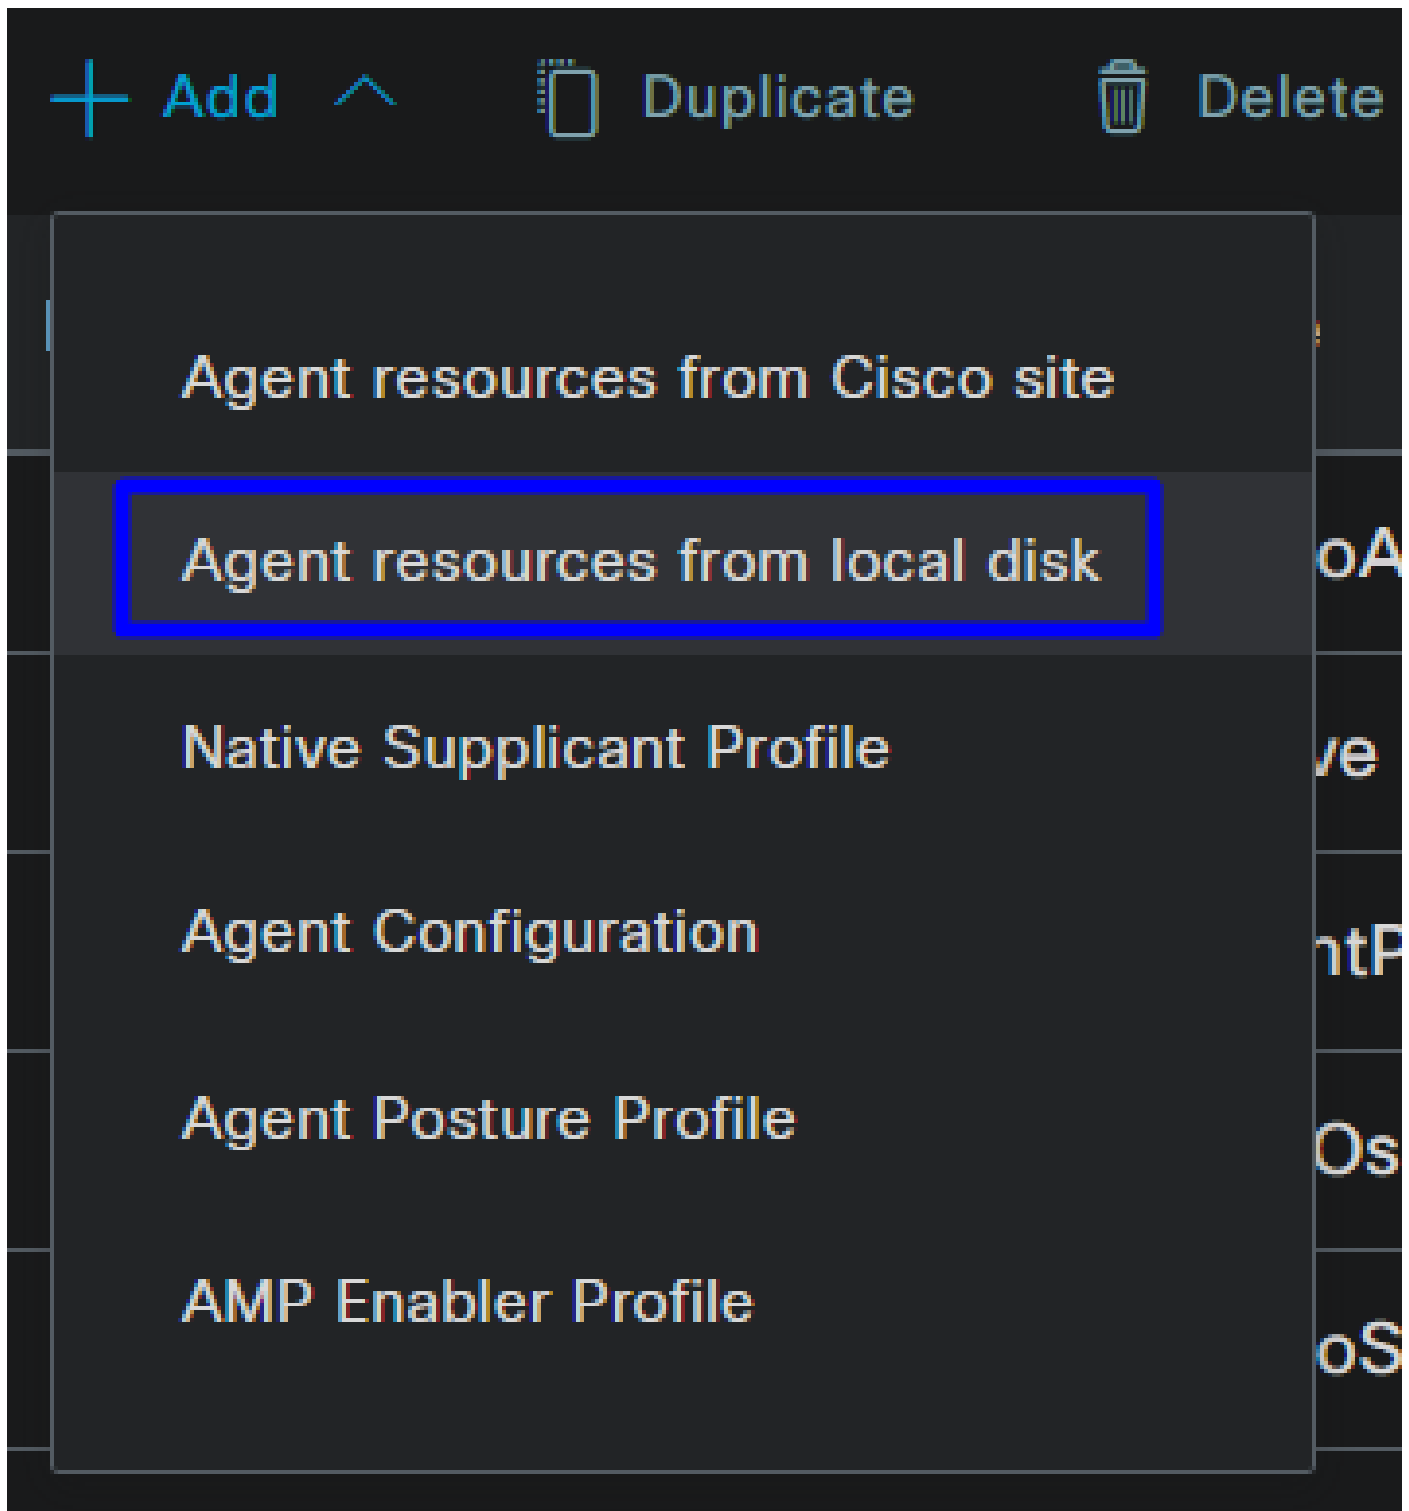 Add Duplicate Delete
Agent resources from Cisco site
Agent resources from local disk
Native Supplicant Profile
Agent Configuration
Agent Posture Profile
AMP Enabler Profile